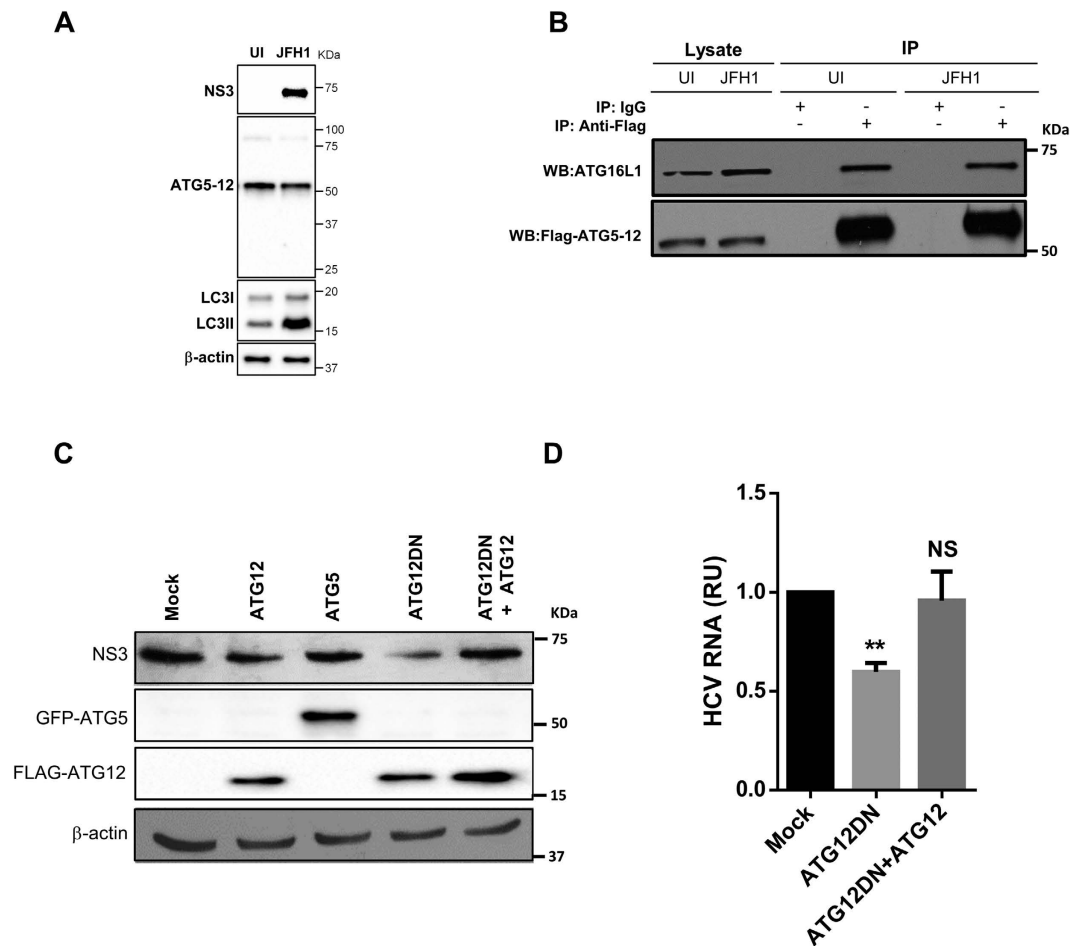 A
UI JFH1 KDa
NS3
75
100
75
ATG5-12
50
37
25
LC3I
20
LC3II
15
β-actin
37
B
Lysate IP
UI JFH1 UI JFH1
IP: IgG + - + -
IP: Anti-Flag - + - +
KDa
WB:ATG16L1
75
WB:Flag-ATG5-12
50
C
Mock
ATG12
ATG5
ATG12DN
ATG12DN
+ ATG12
KDa
NS3
75
GFP-ATG5
50
FLAG-ATG12
15
β-actin
37
D
HCV RNA (RU)
1.5
1.0
0.5
0.0
**
NS
Mock
ATG12DN
ATG12DN+ATG12